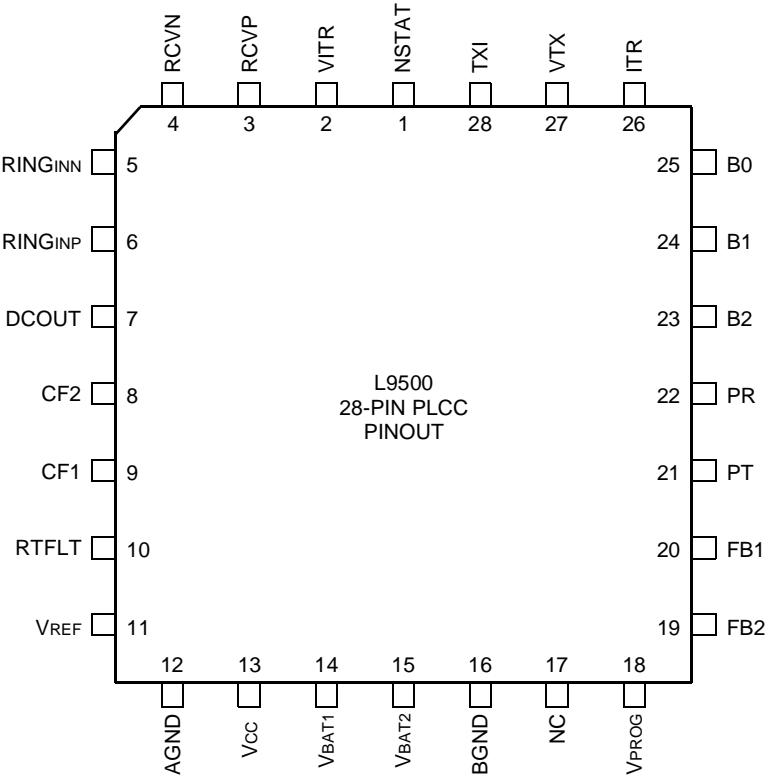 RCVN
RCVP
VITR
NSTAT
TXI
VTX
ITR
4
3
2
1
28
27
26
RINGINN
5
25
B0
RINGINP
6
24
B1
DCOUT
7
23
B2
CF2
8
22
PR
CF1
9
21
PT
RTFLT
10
20
FB1
VREF
11
19
FB2
L9500
28-PIN PLCC
PINOUT
12
13
14
15
16
17
18
AGND
VCC
VBAT1
VBAT2
BGND
NC
VPROG